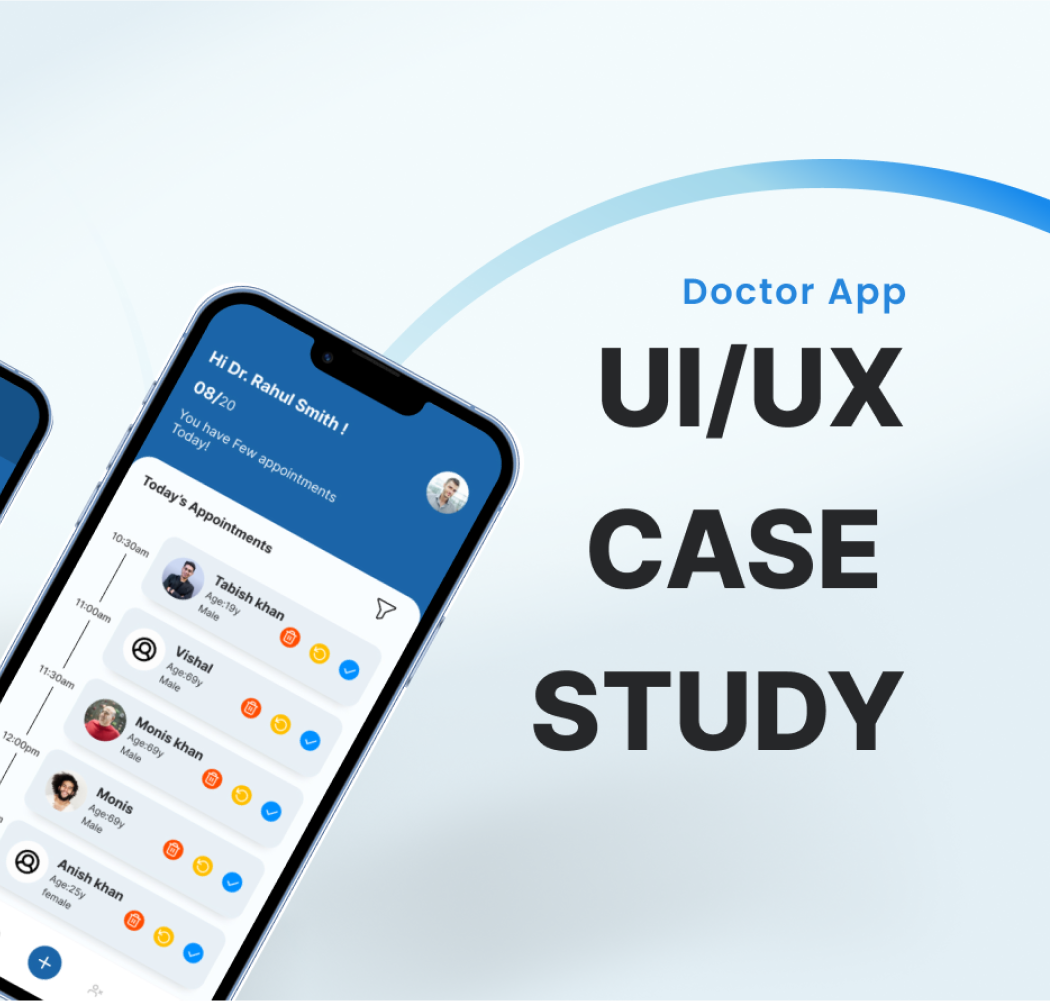 Doctor App
UI/UX
CASE
STUDY
Hi Dr. Rahul Smith !
08/20
You have Few appointments
Today!
Today's Appointments
10:30am
Tabish khan
Age:19y
Male
11:00am
Vishal
Age:69y
Male
11:30am
Monis khan
Age:69y
Male
12:00pm
Monis
Age:69y
Male
Anish khan
Age:25y
female